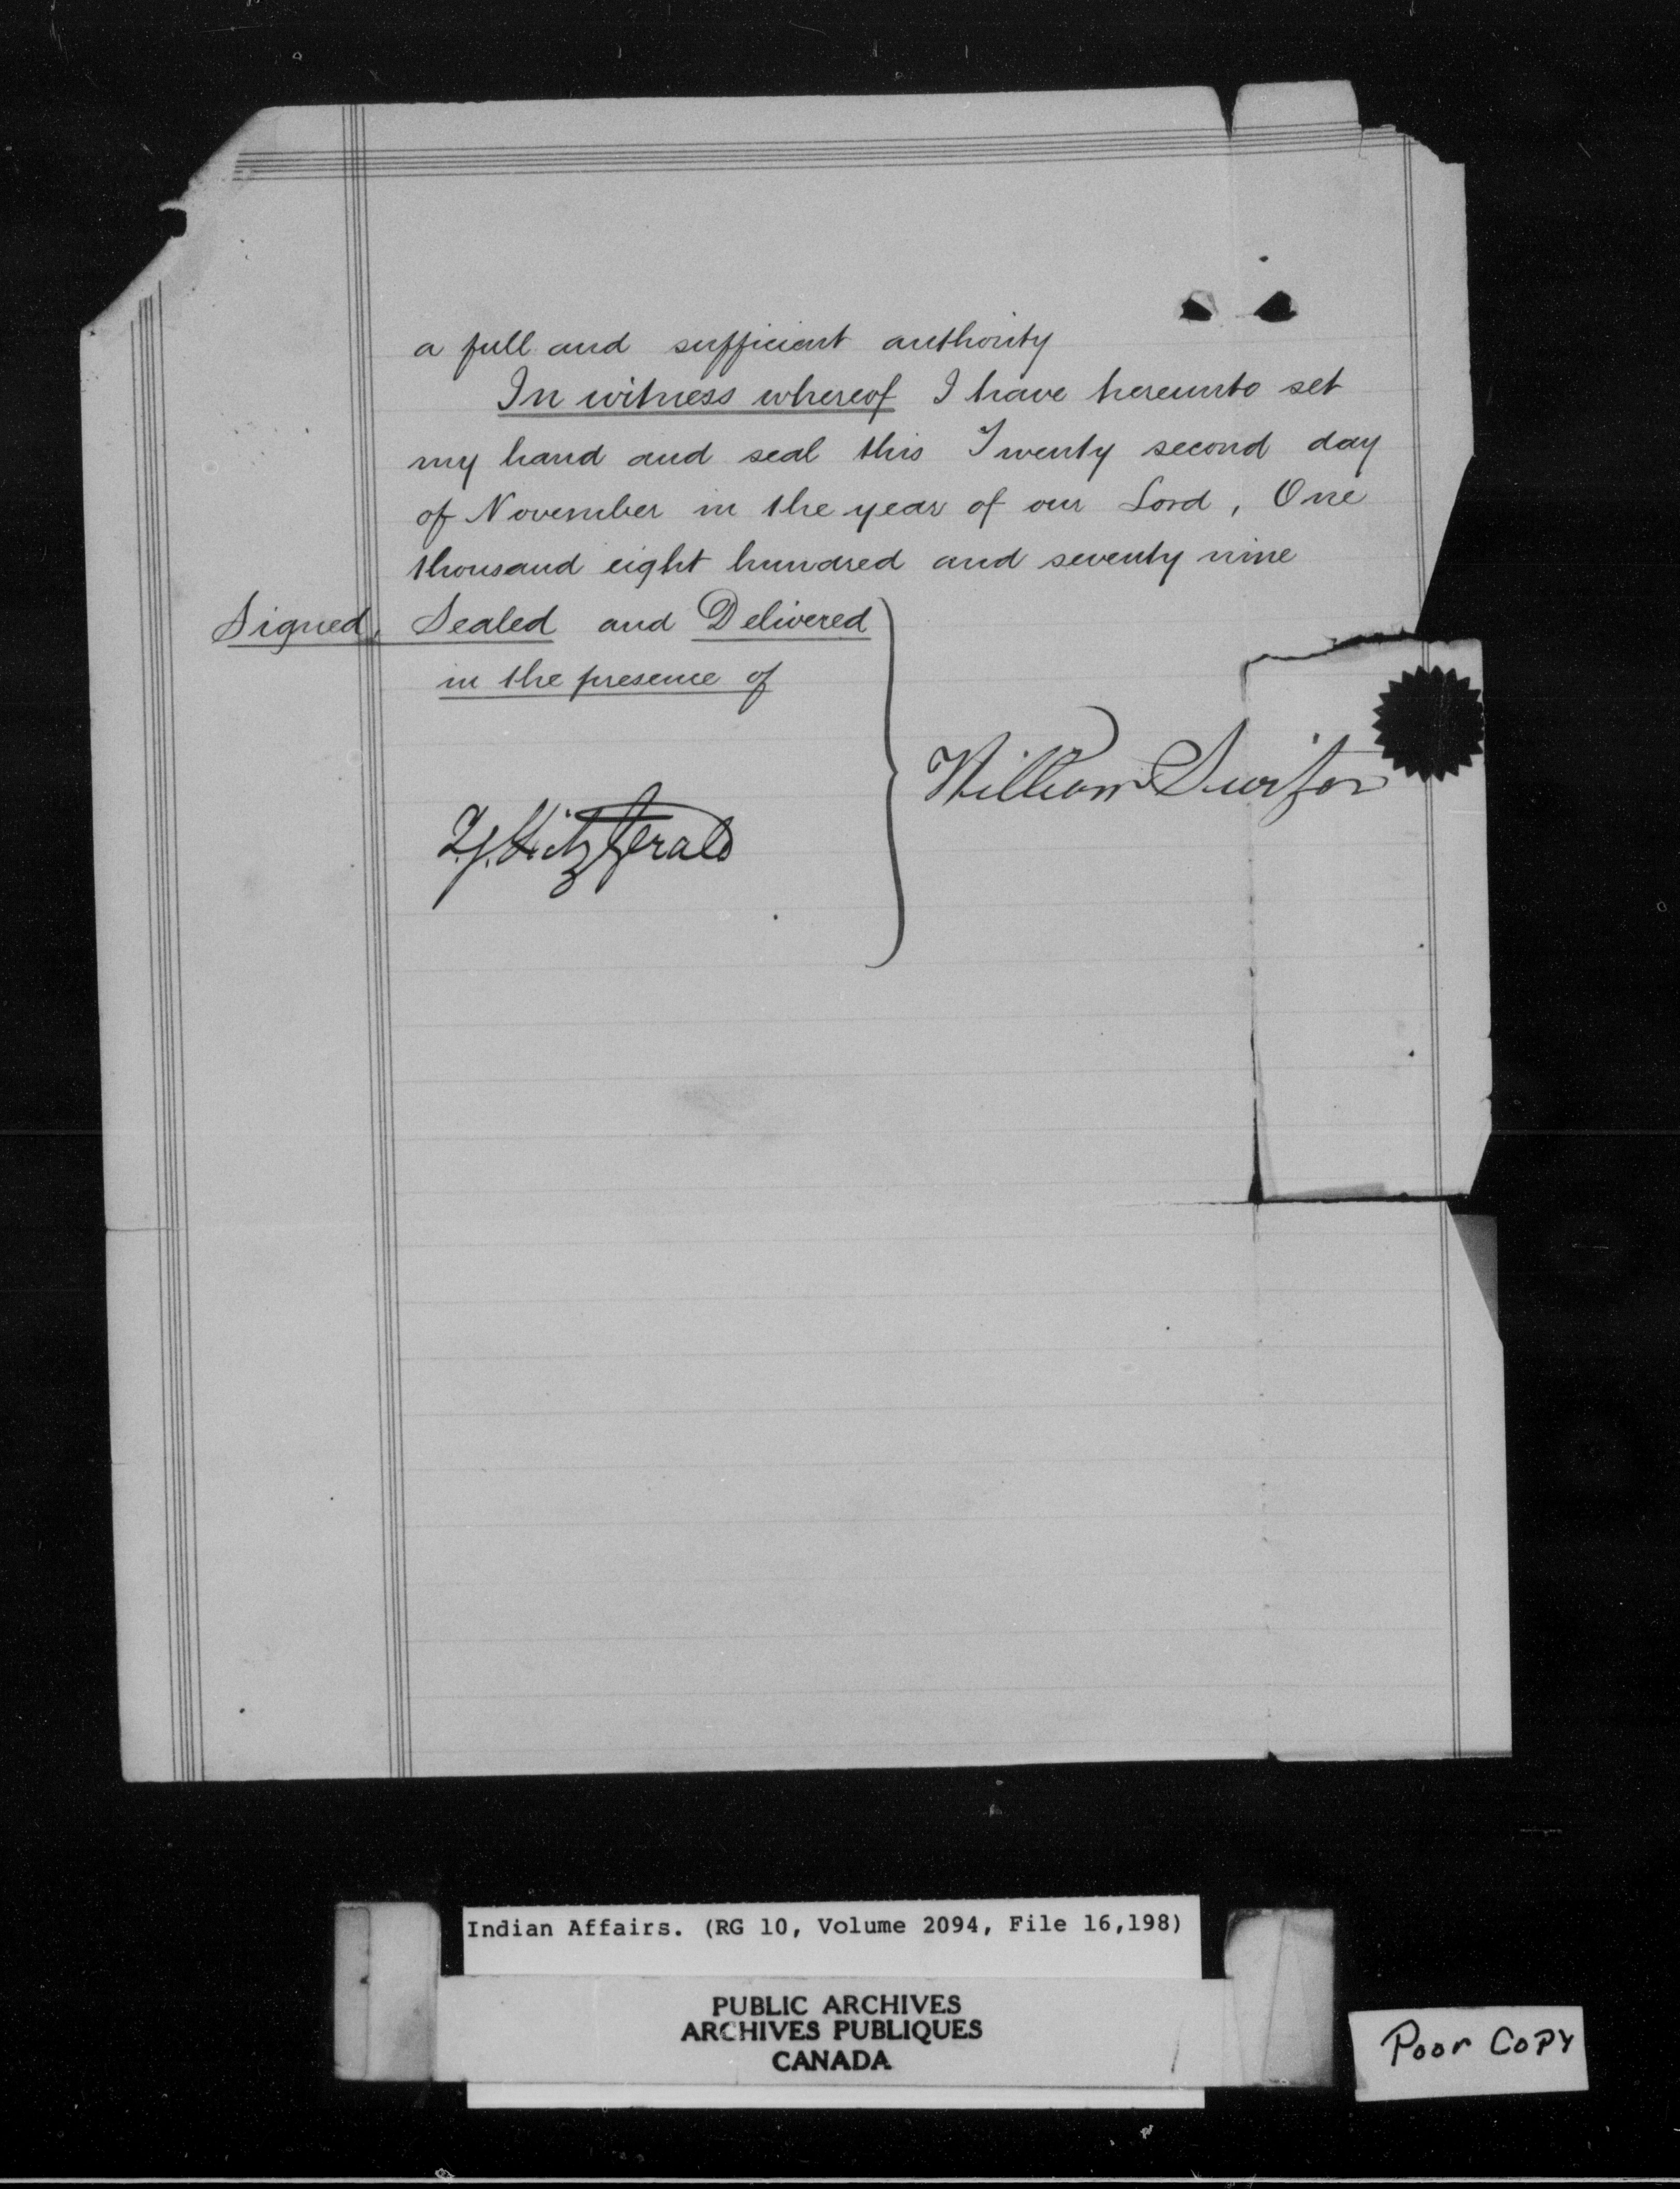 a full and sufficient authority
In witness whereof I have hereunto set
my hand and seal this Twenty second day
of November in the year of our Lord, One
thousand eight hundred and seventy nine
Signed, Sealed and Delivered
in the presence of
William
FitzGerald
Indian Affairs. (RG 10, Volume 2094, File 16,198)
PUBLIC ARCHIVES
ARCHIVES PUBLIQUES
CANADA
Poor Copy